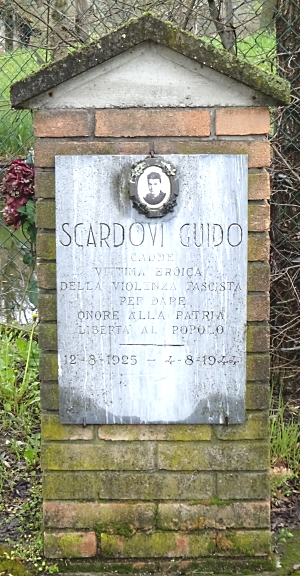 SCARDOVI GUIDO
CADDE
VITTIMA EROICA
DELLA VIOLENZA FASCISTA
PER DARE
ONORE ALLA PATRIA
LIBERTA AL POPOLO
12-8-1925 - 4-8-1944